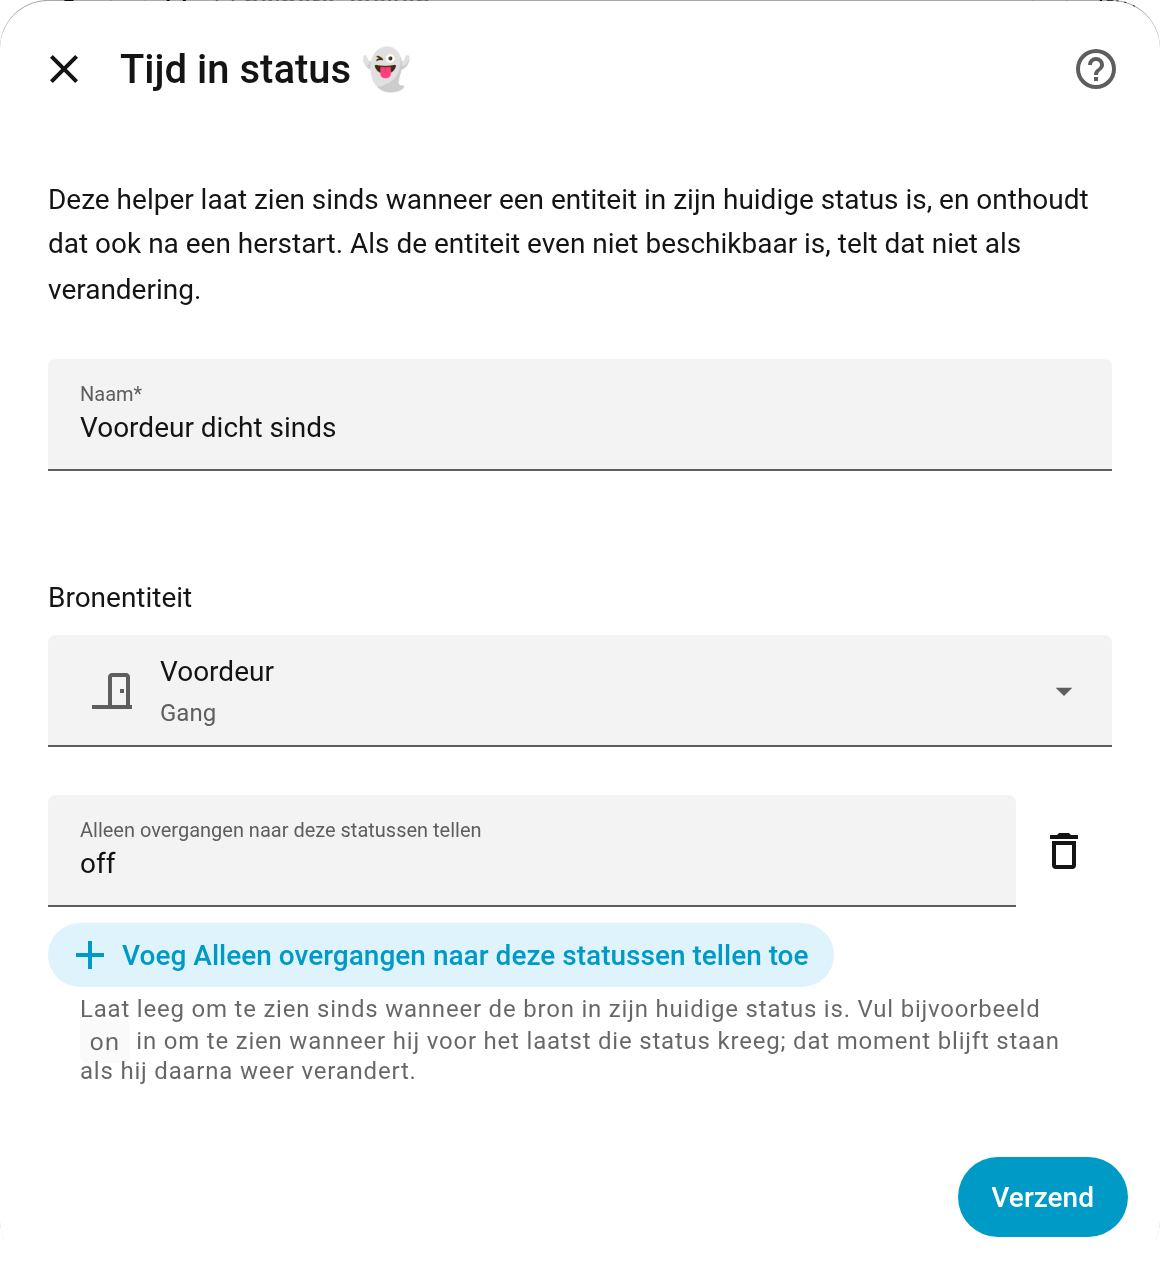 Tijd in status 👻
Deze helper laat zien sinds wanneer een entiteit in zijn huidige status is, en onthoudt
dat ook na een herstart. Als de entiteit even niet beschikbaar is, telt dat niet als
verandering.
Naam*
Voordeur dicht sinds
Bronentiteit
Voordeur
Gang
Alleen overgangen naar deze statussen tellen
off
Voeg Alleen overgangen naar deze statussen tellen toe
Laat leeg om te zien sinds wanneer de bron in zijn huidige status is. Vul bijvoorbeeld
on in om te zien wanneer hij voor het laatst die status kreeg; dat moment blijft staan
als hij daarna weer verandert.
Verzend